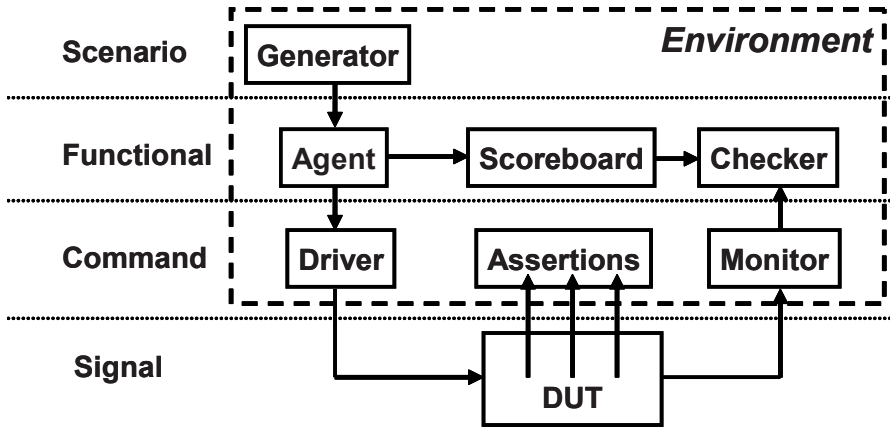 Scenario
Generator
Environment
Functional
Agent
Scoreboard
Checker
Command
Driver
Assertions
Monitor
Signal
DUT